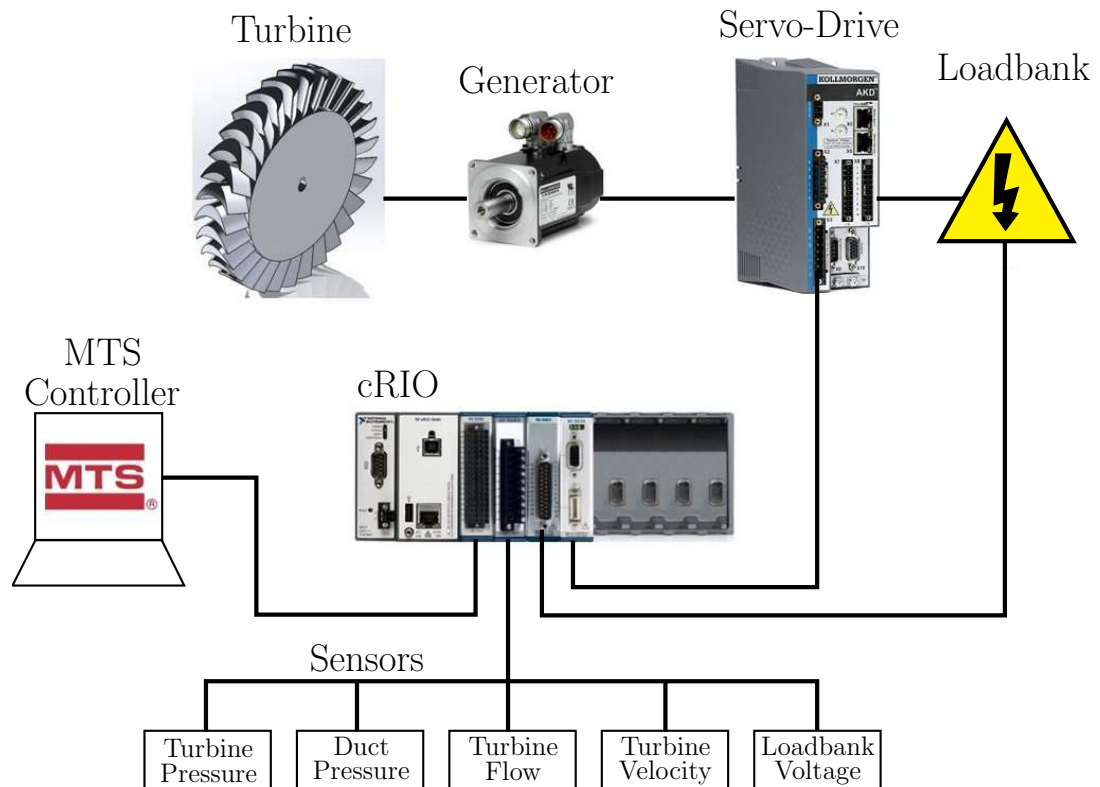 Turbine
Generator
Servo-Drive
Loadbank
KOLLMORGEN
AKD
MTS
Controller
MTS
®
cRIO
Sensors
Turbine
Pressure
Duct
Pressure
Turbine
Flow
Turbine
Velocity
Loadbank
Voltage